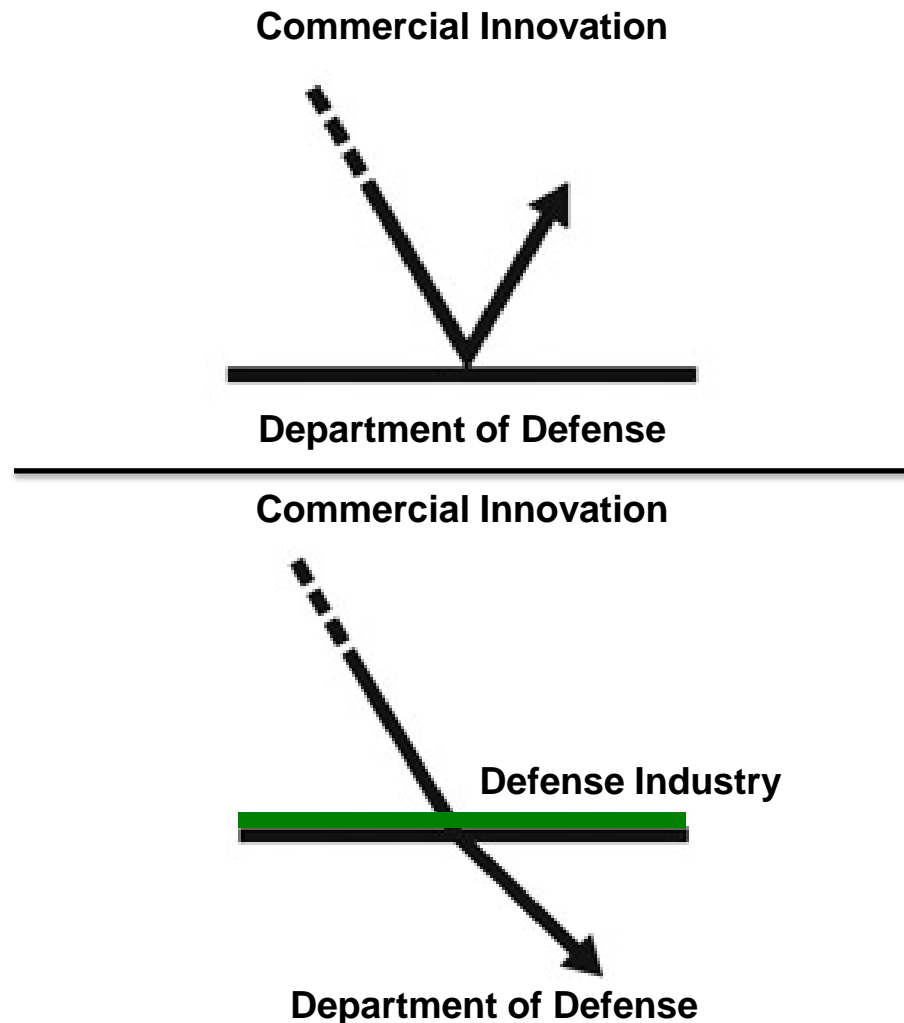 Commercial Innovation
Department of Defense
Commercial Innovation
Defense Industry
Department of Defense